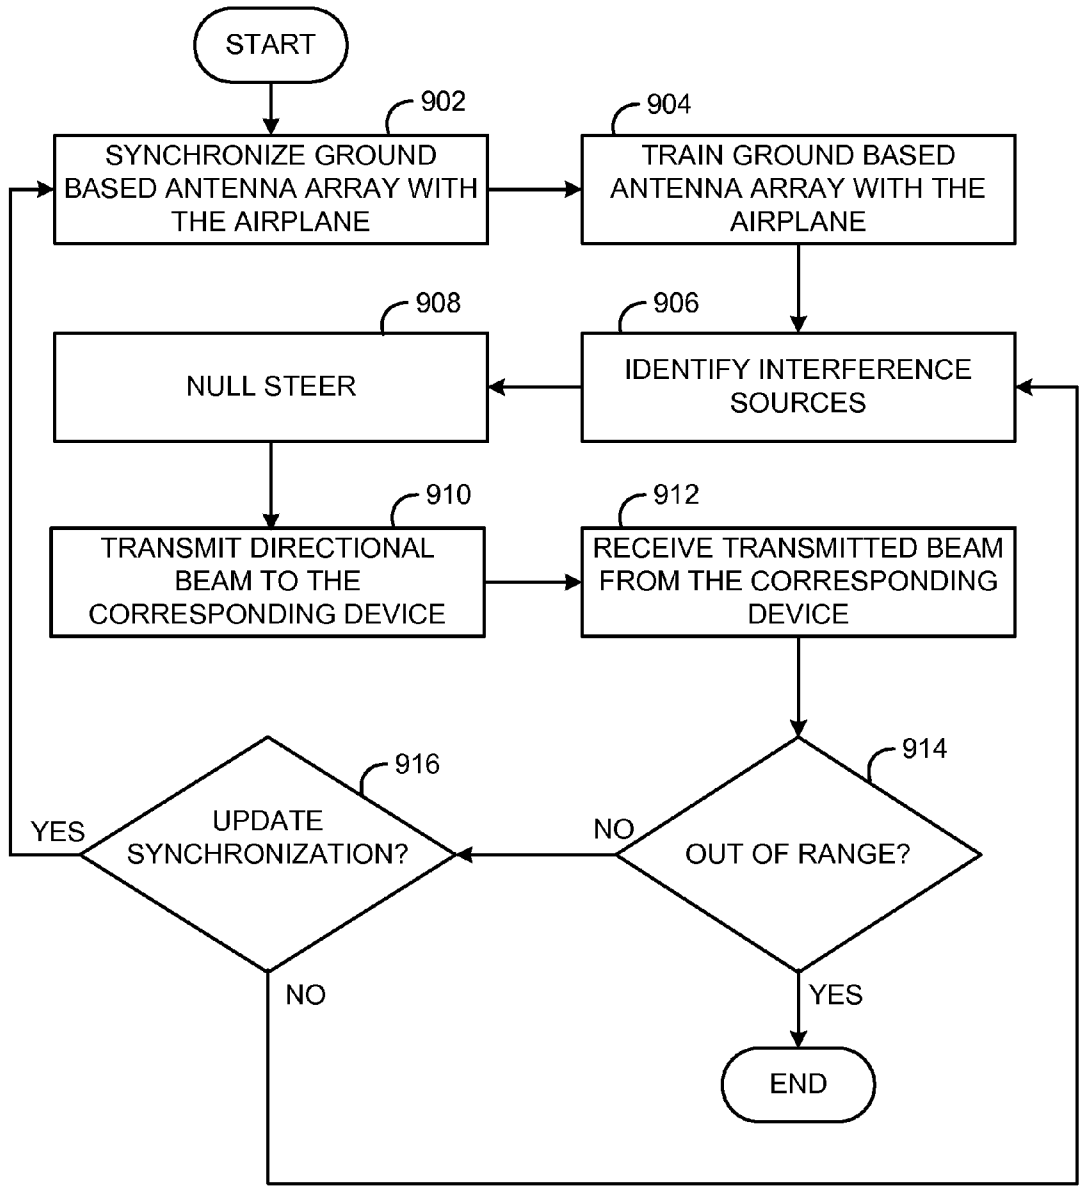 START
902
SYNCHRONIZE GROUND
BASED ANTENNA ARRAY WITH
THE AIRPLANE
904
TRAIN GROUND BASED
ANTENNA ARRAY WITH THE
AIRPLANE
908
NULL STEER
906
IDENTIFY INTERFERENCE
SOURCES
910
TRANSMIT DIRECTIONAL
BEAM TO THE
CORRESPONDING DEVICE
912
RECEIVE TRANSMITTED BEAM
FROM THE CORRESPONDING
DEVICE
914
OUT OF RANGE?
NO
YES
916
UPDATE
SYNCHRONIZATION?
YES
NO
END